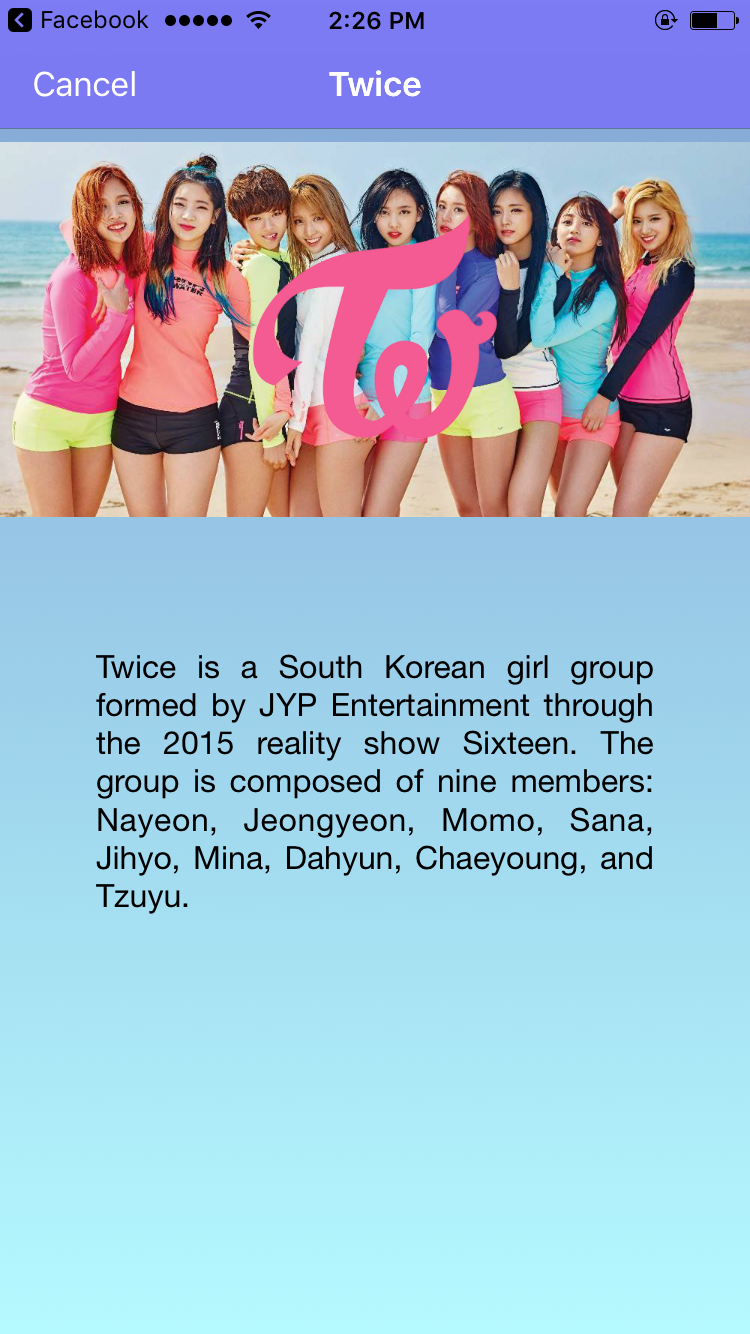 Facebook 2:26 PM
Cancel Twice
Twice is a South Korean girl group
formed by JYP Entertainment through
the 2015 reality show Sixteen. The
group is composed of nine members:
Nayeon, Jeongyeon, Momo, Sana,
Jihyo, Mina, Dahyun, Chaeyoung, and
Tzuyu.